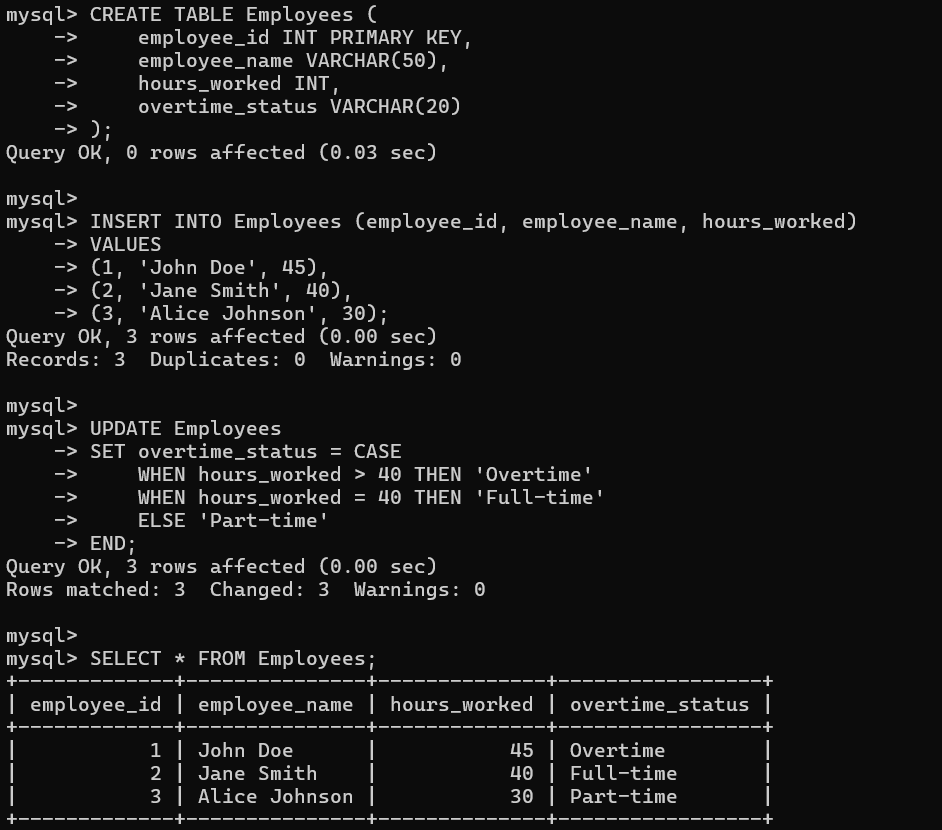 mysql> CREATE TABLE Employees (
    ->     employee_id INT PRIMARY KEY,
    ->     employee_name VARCHAR(50),
    ->     hours_worked INT,
    ->     overtime_status VARCHAR(20)
    -> );
Query OK, 0 rows affected (0.03 sec)

mysql>
mysql> INSERT INTO Employees (employee_id, employee_name, hours_worked)
    -> VALUES
    -> (1, 'John Doe', 45),
    -> (2, 'Jane Smith', 40),
    -> (3, 'Alice Johnson', 30);
Query OK, 3 rows affected (0.00 sec)
Records: 3  Duplicates: 0  Warnings: 0

mysql>
mysql> UPDATE Employees
    -> SET overtime_status = CASE
    ->     WHEN hours_worked > 40 THEN 'Overtime'
    ->     WHEN hours_worked = 40 THEN 'Full-time'
    ->     ELSE 'Part-time'
    -> END;
Query OK, 3 rows affected (0.00 sec)
Rows matched: 3  Changed: 3  Warnings: 0

mysql>
mysql> SELECT * FROM Employees;
+-------------+---------------+--------------+-----------------+
| employee_id | employee_name | hours_worked | overtime_status |
+-------------+---------------+--------------+-----------------+
|           1 | John Doe      |           45 | Overtime        |
|           2 | Jane Smith    |           40 | Full-time       |
|           3 | Alice Johnson |           30 | Part-time       |
+-------------+---------------+--------------+-----------------+